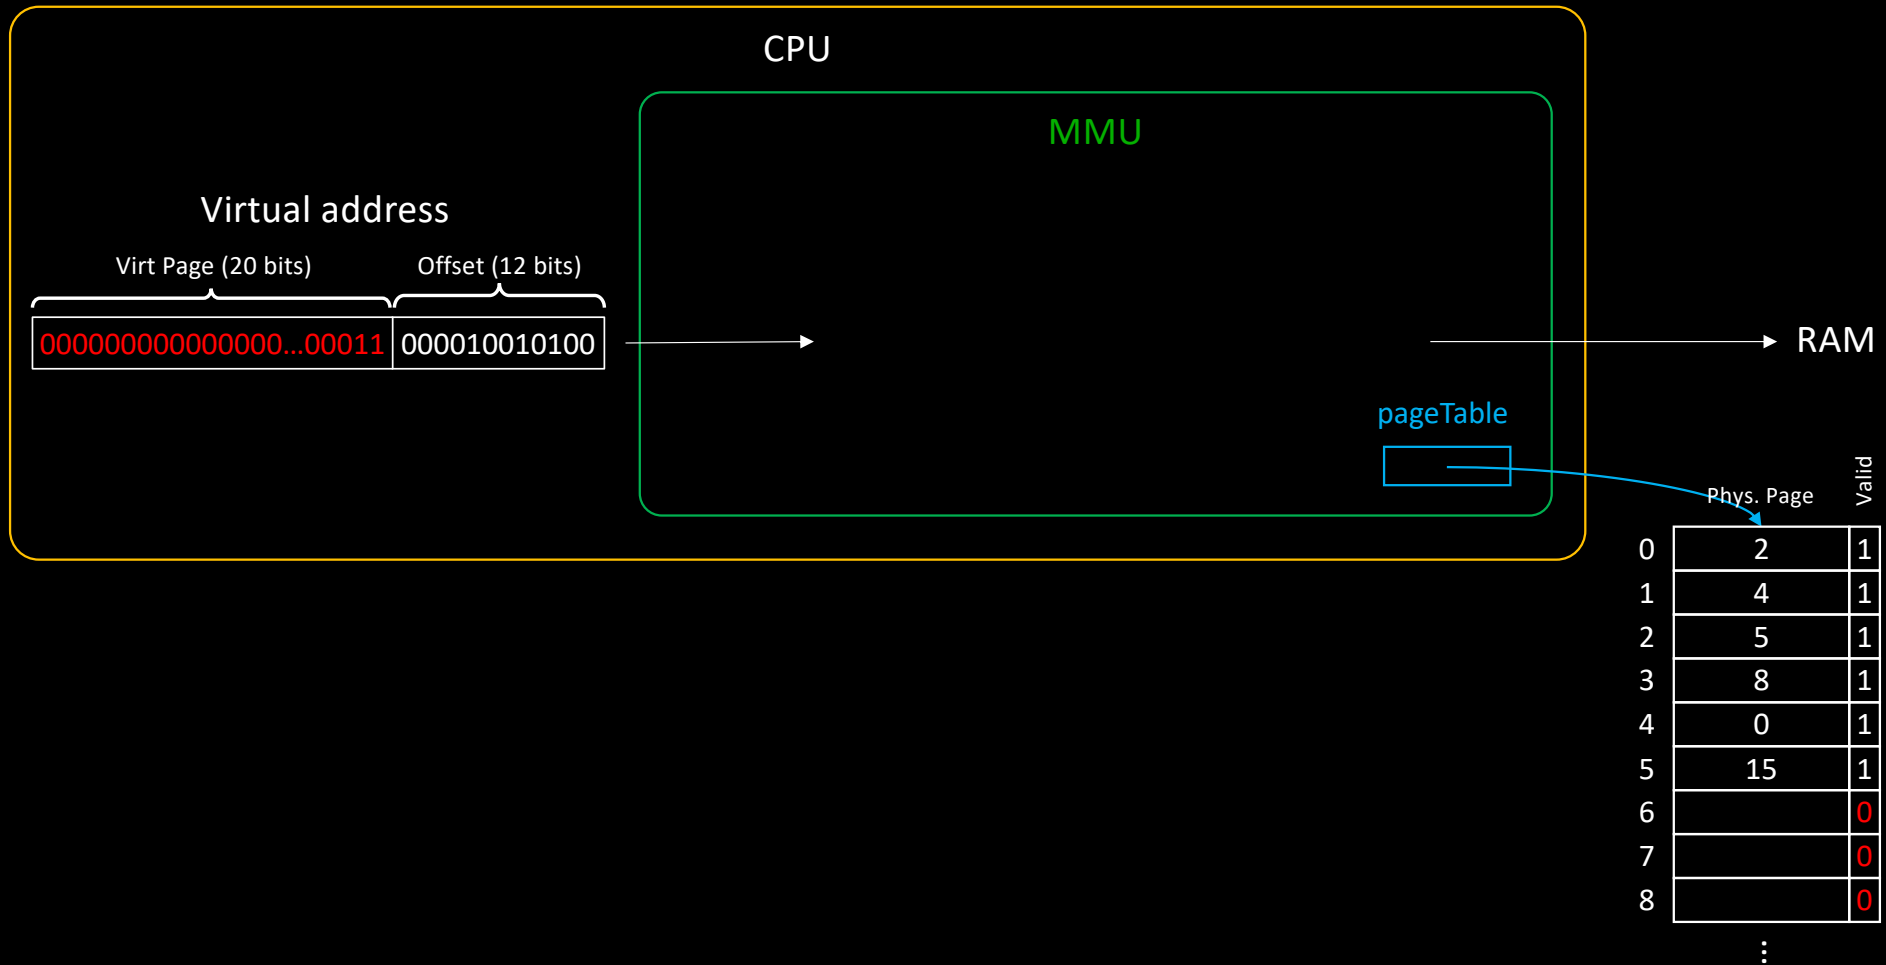 CPU
MMU
Virtual address
Virt Page (20 bits)
Offset (12 bits)
000000000000000...00011
000010010100
RAM
pageTable
Phys. Page
Valid
0 2 1
1 4 1
2 5 1
3 8 1
4 0 1
5 15 1
6 0
7 0
8 0
...